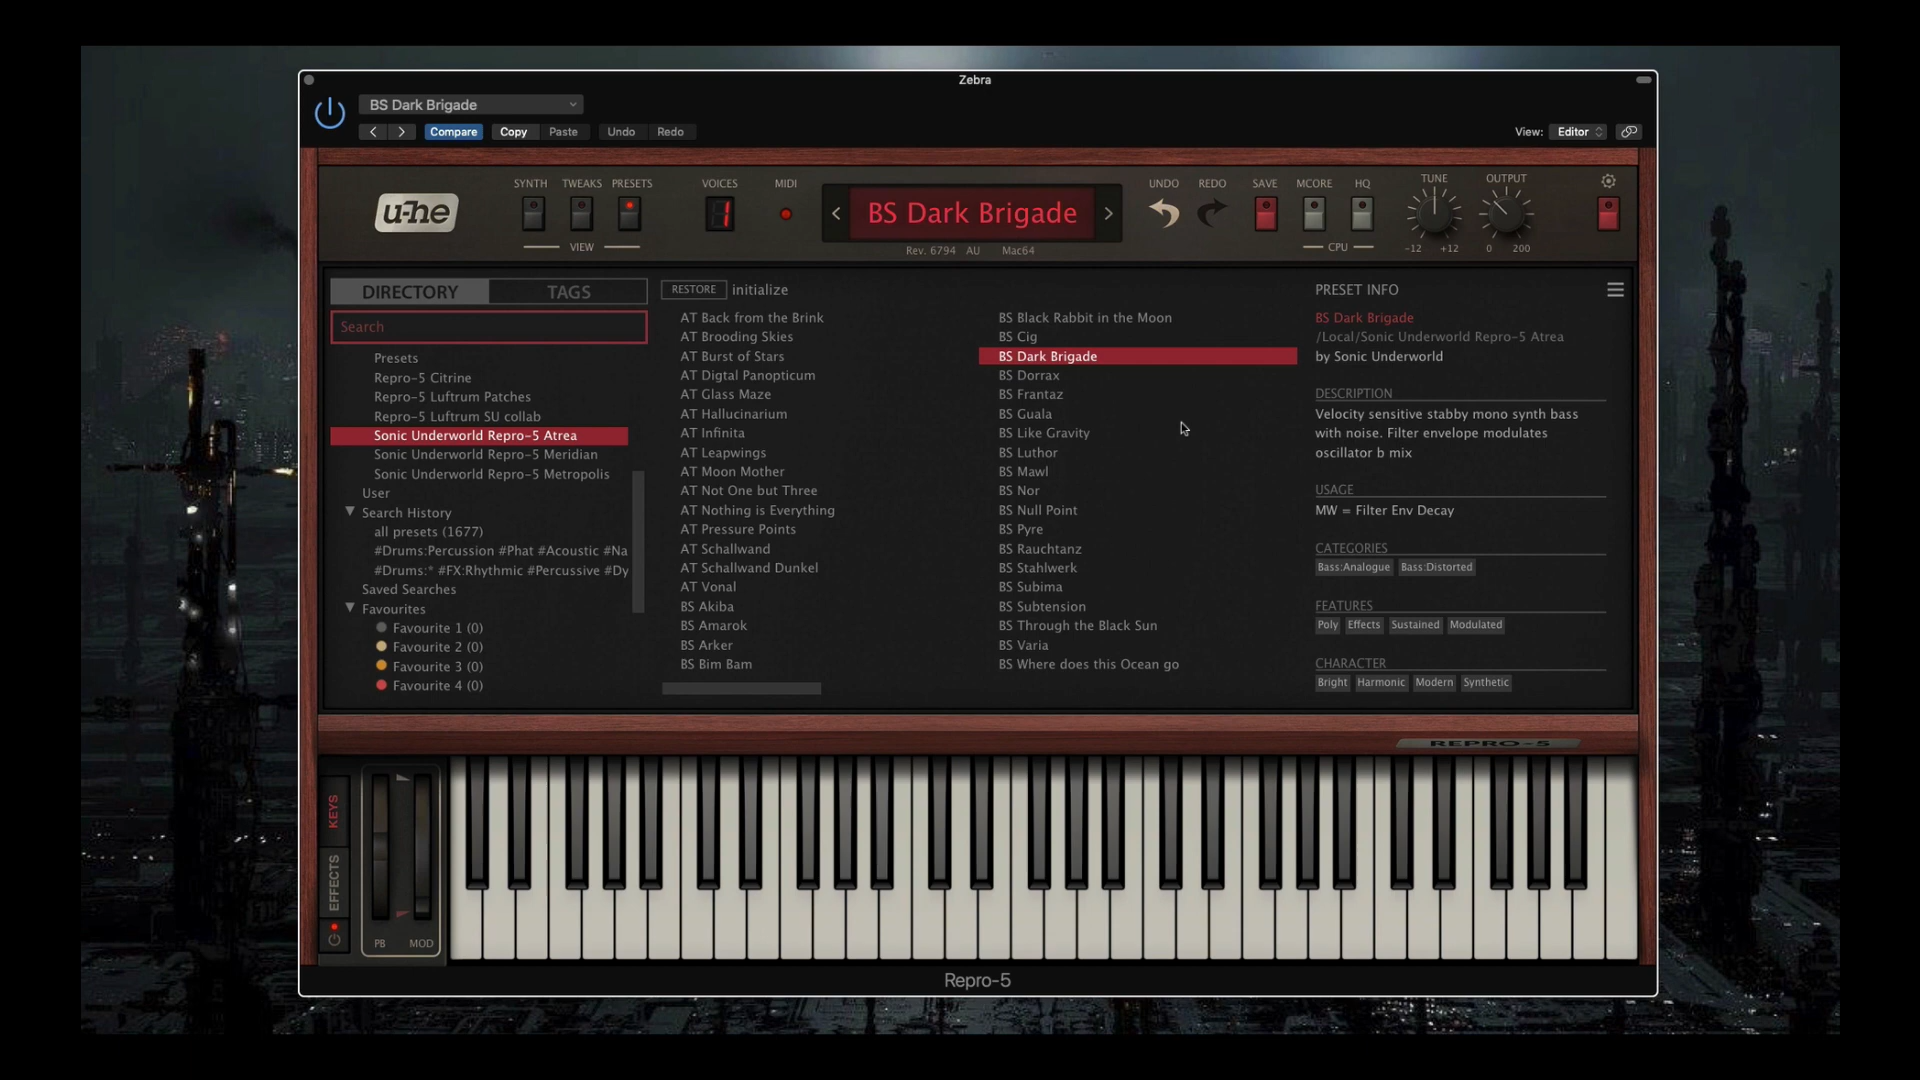 Zebra
BS Dark Brigade
Compare Copy Paste Undo Redo
View: Editor
u-he
SYNTH TWEAKS PRESETS
VIEW
VOICES
1
MIDI
BS Dark Brigade
Rev. 6794 AU Mac64
UNDO REDO SAVE MCORE HQ
CPU
TUNE
-12 +12
OUTPUT
0 200
DIRECTORY TAGS
Search
Presets
Repro-5 Citrine
Repro-5 Luftrum Patches
Repro-5 Luftrum SU collab
Sonic Underworld Repro-5 Atrea
Sonic Underworld Repro-5 Meridian
Sonic Underworld Repro-5 Metropolis
User
Search History
all presets (1677)
#Drums:Percussion #Phat #Acoustic #Na
#Drums:* #FX:Rhythmic #Percussive #Dy
Saved Searches
Favourites
Favourite 1 (0)
Favourite 2 (0)
Favourite 3 (0)
Favourite 4 (0)
RESTORE initialize
AT Back from the Brink
AT Brooding Skies
AT Burst of Stars
AT Digtal Panopticum
AT Glass Maze
AT Hallucinarium
AT Infinita
AT Leapwings
AT Moon Mother
AT Not One but Three
AT Nothing is Everything
AT Pressure Points
AT Schallwand
AT Schallwand Dunkel
AT Vonal
BS Akiba
BS Amarok
BS Arker
BS Bim Bam
BS Black Rabbit in the Moon
BS Cig
BS Dark Brigade
BS Dorrax
BS Frantaz
BS Guala
BS Like Gravity
BS Luthor
BS Mawl
BS Nor
BS Null Point
BS Pyre
BS Rauchtanz
BS Stahlwerk
BS Subima
BS Subtension
BS Through the Black Sun
BS Varia
BS Where does this Ocean go
PRESET INFO
BS Dark Brigade
/Local/Sonic Underworld Repro-5 Atrea
by Sonic Underworld
DESCRIPTION
Velocity sensitive stabby mono synth bass
with noise. Filter envelope modulates
oscillator b mix
USAGE
MW = Filter Env Decay
CATEGORIES
Bass:Analogue Bass:Distorted
FEATURES
Poly Effects Sustained Modulated
CHARACTER
Bright Harmonic Modern Synthetic
REPRO-5
KEYS
EFFECTS
PB MOD
Repro-5